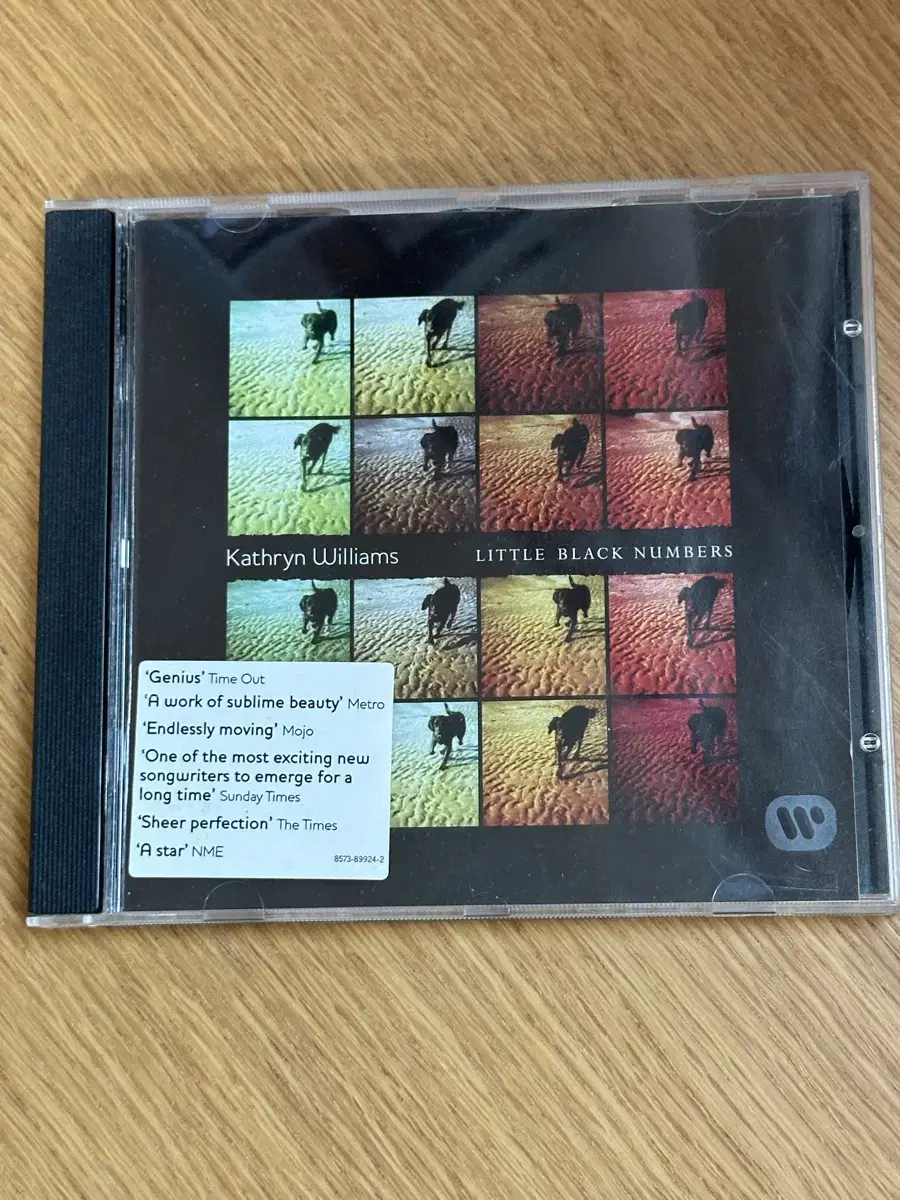 Kathryn Williams LITTLE BLACK NUMBERS
‘Genius’ Time Out
‘A work of sublime beauty’ Metro
‘Endlessly moving’ Mojo
‘One of the most exciting new
songwriters to emerge for a
long time’ Sunday Times
‘Sheer perfection’ The Times
‘A star’ NME
8573-89924-2